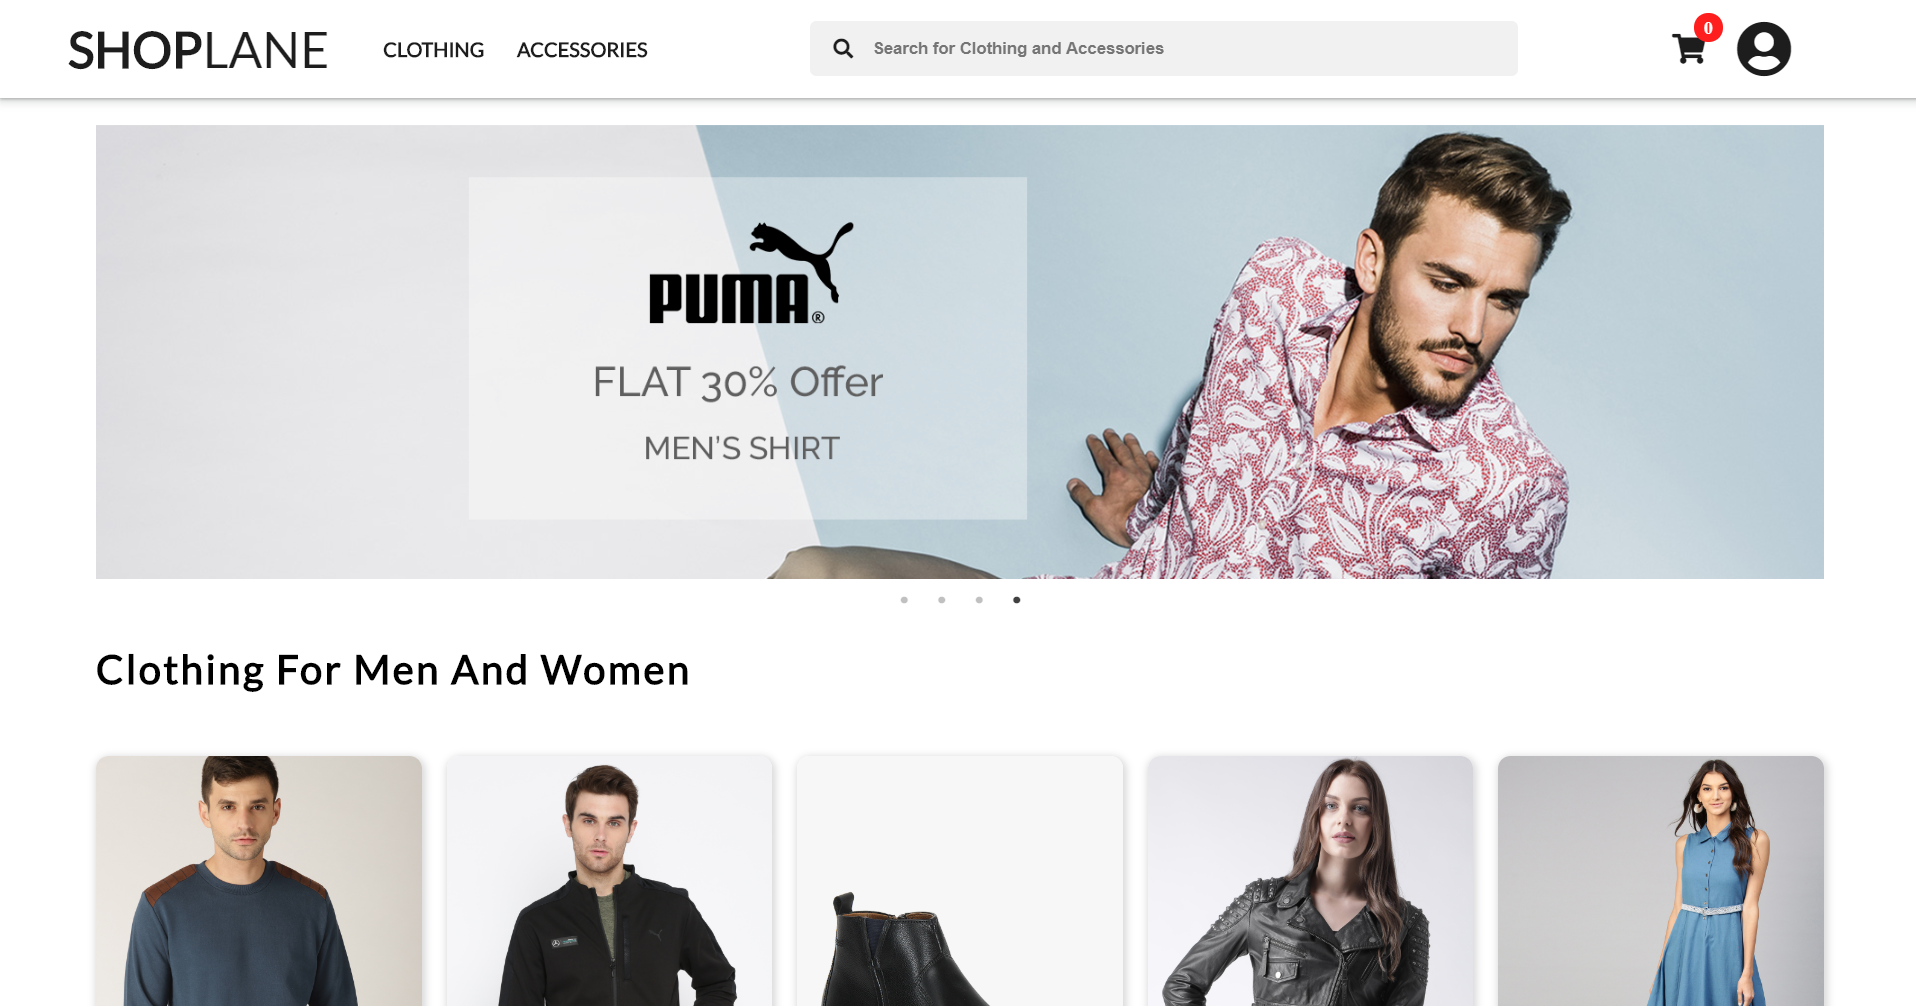 SHOPLANE
CLOTHING
ACCESSORIES
Search for Clothing and Accessories
0
PUMA®
FLAT 30% Offer
MEN'S SHIRT
Clothing For Men And Women